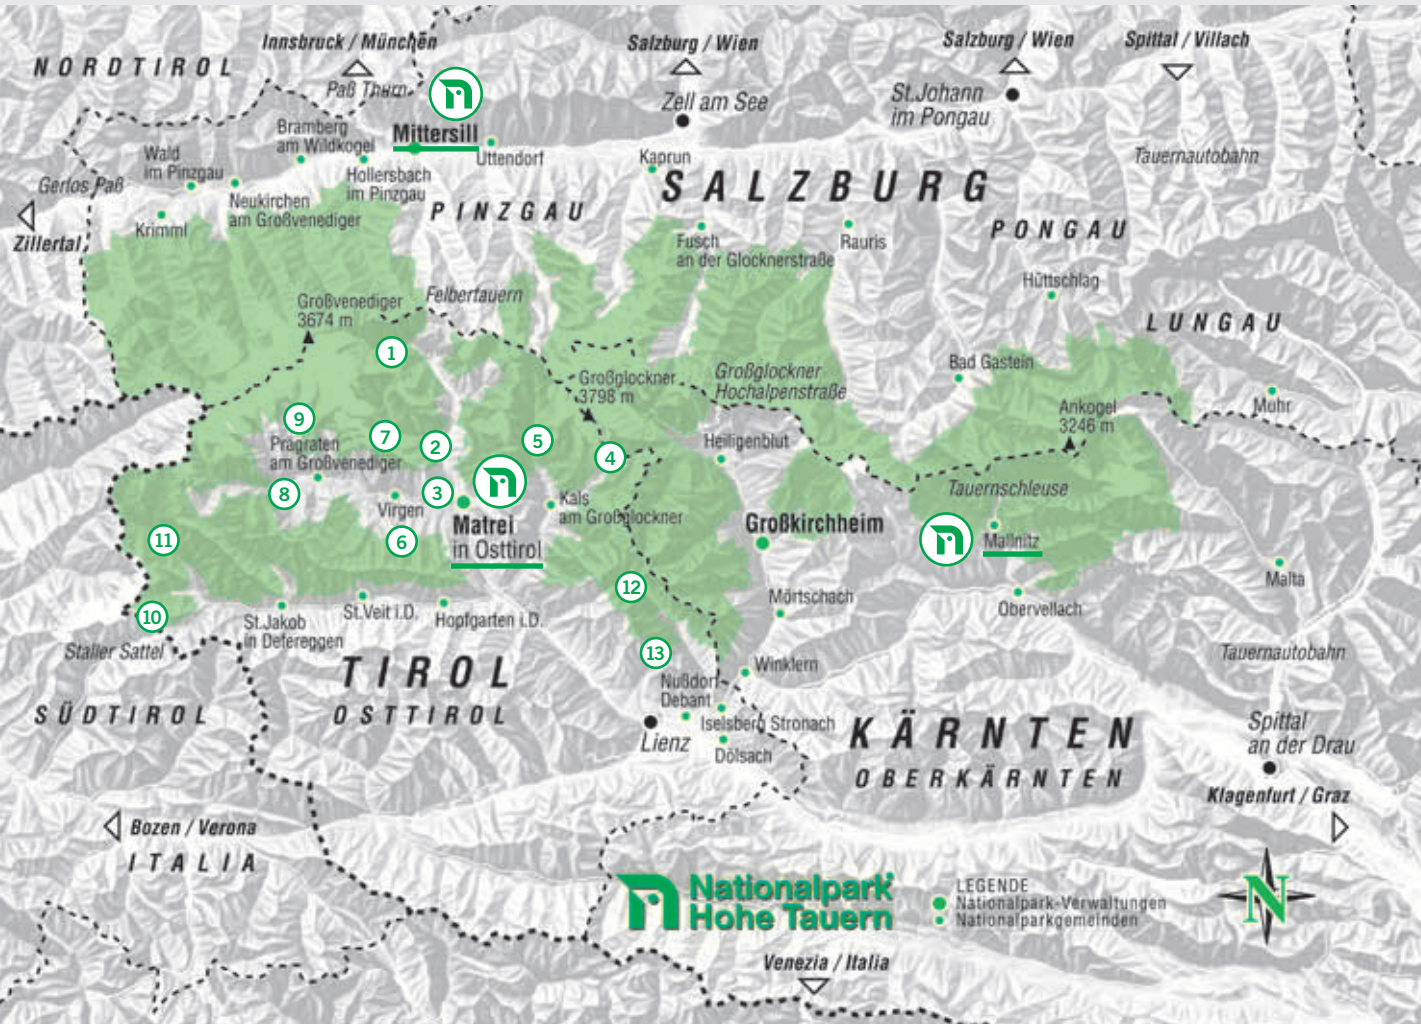 Innsbruck / München
Salzburg / Wien
Salzburg / Wien
Spittal / Villach
NORDTIROL
Paß Thurn
Zell am See
St.Johann
im Pongau
Bramberg
am Wildkogel
Mittersill
Uttendorf
Wald
im Pinzgau
Hollersbach
im Pinzgau
Kaprun
Tauernautobahn
Gerlos Paß
Neukirchen
am Großvenediger
SALZBURG
PINZGAU
Zillertal
Krimml
Fusch
an der Glocknerstraße
Rauris
PONGAU
Hüttschlag
Großvenediger
3674 m
Felbertauern
LUNGAU
1
Großglockner
3798 m
Großglockner
Hochalpenstraße
Bad Gastein
Ankogel
3246 m
Muhr
9
7
2
5
4
Prägraten
am Großvenediger
Heiligenblut
8
3
Virgen
Kals
am Großglockner
Tauernschleuse
Matrei
in Osttirol
Großkirchheim
Mallnitz
11
6
12
10
Malta
Mörtschach
Obervellach
St.Jakob
in Defereggen
St.Veit i.D.
Hopfgarten i.D.
Staller Sattel
13
Winklern
Tauernautobahn
TIROL
OSTTIROL
SÜDTIROL
Nußdorf
Debant
Iselsberg Stronach
Lienz
Dölsach
KÄRNTEN
OBERKÄRNTEN
Spittal
an der Drau
Klagenfurt / Graz
Bozen / Verona
ITALIA
Nationalpark
Hohe Tauern
LEGENDE
Nationalpark-Verwaltungen
Nationalparkgemeinden
N
Venezia / Italia